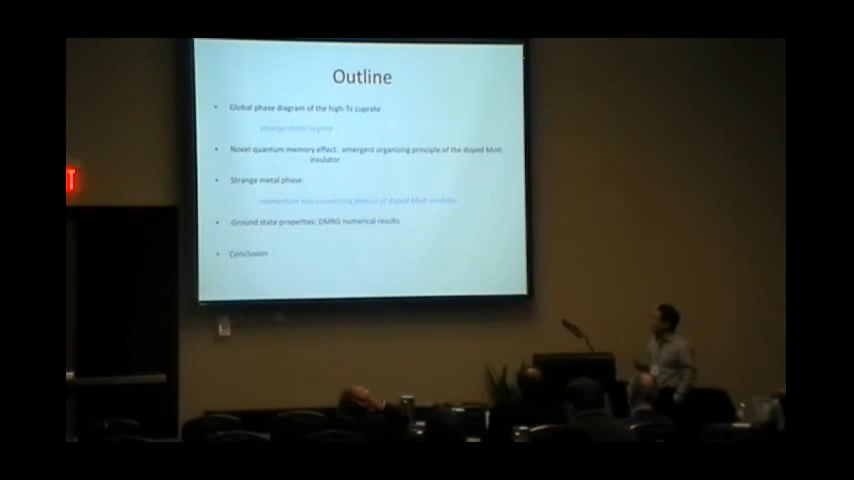 Outline
• Global phase diagram of the high-Tc cuprate
strange metal regime
• Novel quantum memory effect: emergent organizing principle of the doped Mott
insulator
• Strange metal phase:
momentum non-conserving physics of doped Mott insulator
• Ground state properties: DMRG numerical results
• Conclusion